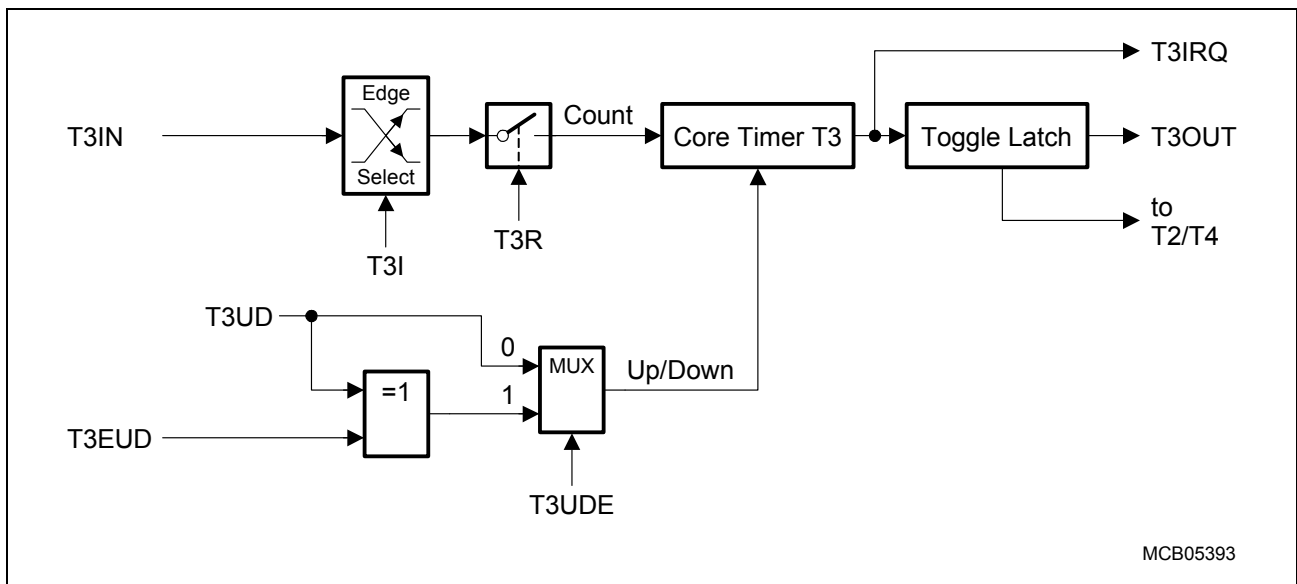 T3IRQ
Edge
Count
T3IN
Core Timer T3
Toggle Latch
T3OUT
Select
T3R
to
T2/T4
T3I
T3UD
0
MUX
Up/Down
=1
1
T3EUD
T3UDE
MCB05393